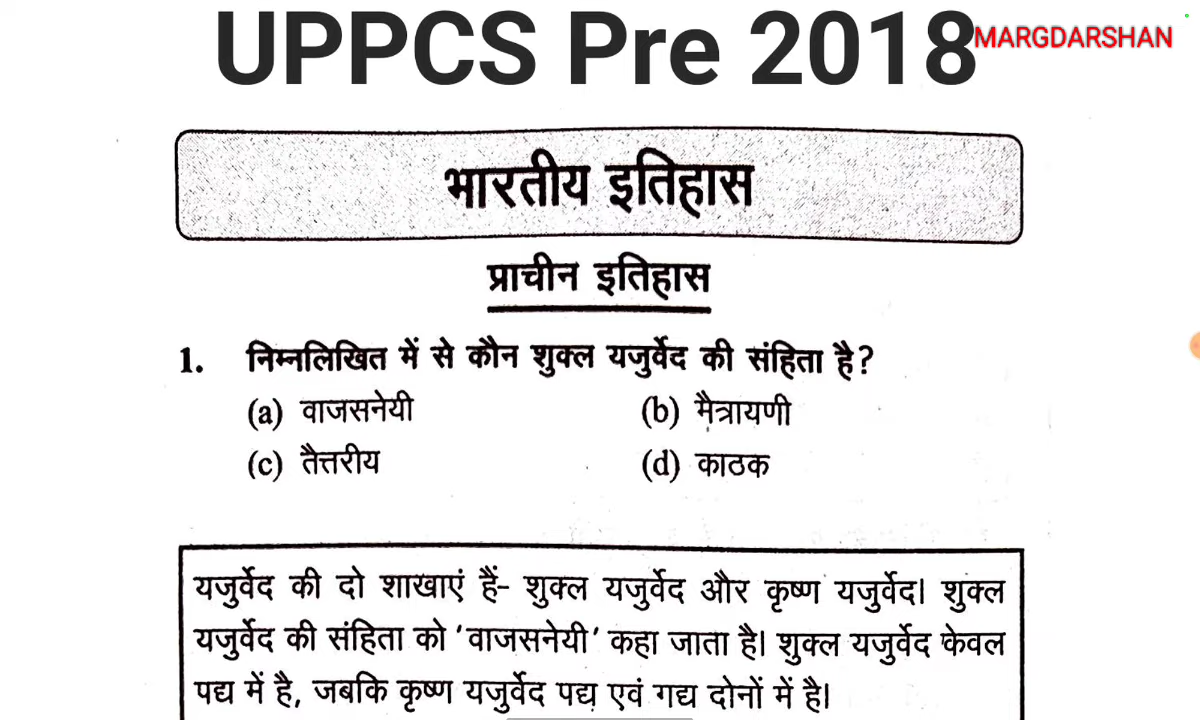 UPPCS Pre 2018
MARGDARSHAN
भारतीय इतिहास
प्राचीन इतिहास
1. निम्नलिखित में से कौन शुक्ल यजुर्वेद की संहिता है?
(a) वाजसनेयी (b) मैत्रायणी
(c) तैत्तरीय (d) काठक
यजुर्वेद की दो शाखाएं हैं- शुक्ल यजुर्वेद और कृष्ण यजुर्वेद। शुक्ल
यजुर्वेद की संहिता को 'वाजसनेयी' कहा जाता है। शुक्ल यजुर्वेद केवल
पद्य में है, जबकि कृष्ण यजुर्वेद पद्य एवं गद्य दोनों में है।